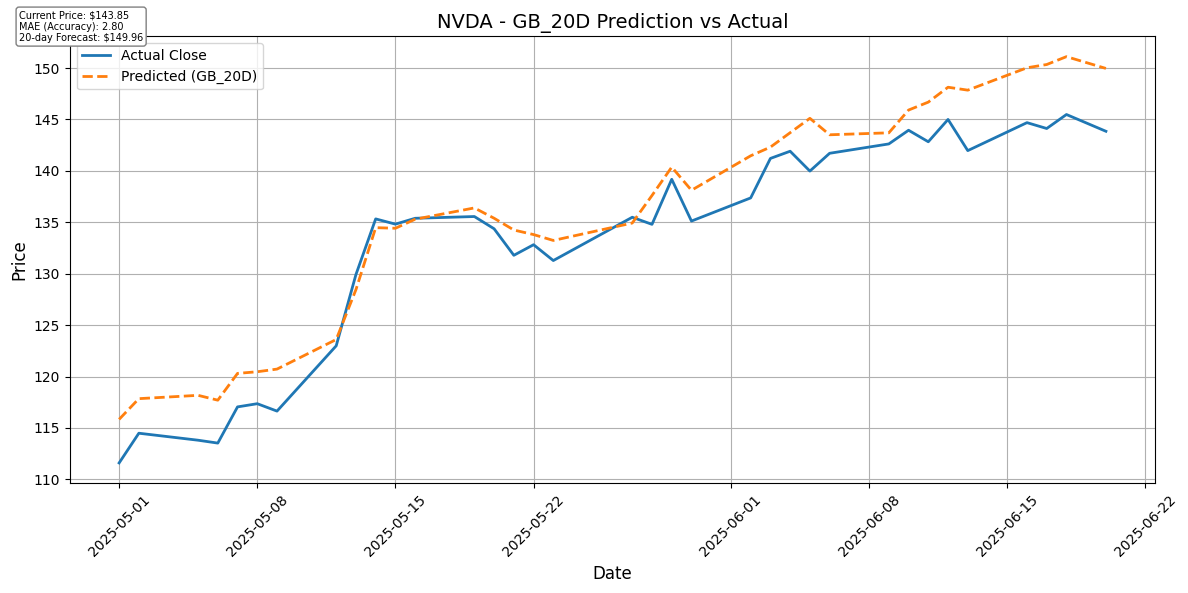 NVDA - GB_20D Prediction vs Actual
Current Price: $143.85
MAE (Accuracy): 2.80
20-day Forecast: $149.96
Actual Close
Predicted (GB_20D)
Price
150
145
140
135
130
125
120
115
110
2025-05-01
2025-05-08
2025-05-15
2025-05-22
2025-06-01
2025-06-08
2025-06-15
2025-06-22
Date